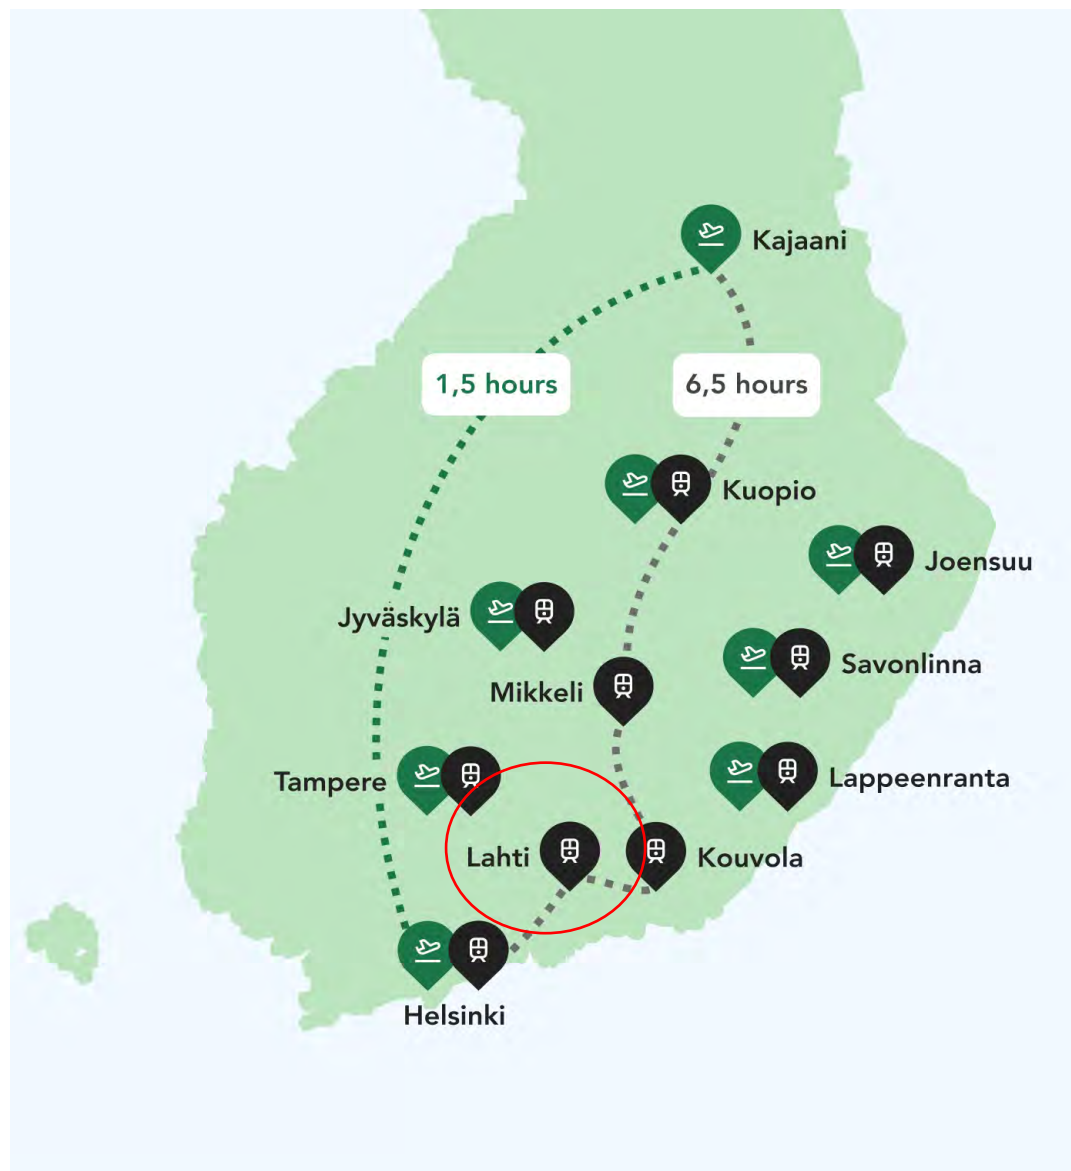 Kajaani
1,5 hours
6,5 hours
Kuopio
Joensuu
Jyväskylä
Savonlinna
Mikkeli
Tampere
Lappeenranta
Lahti
Kouvola
Helsinki